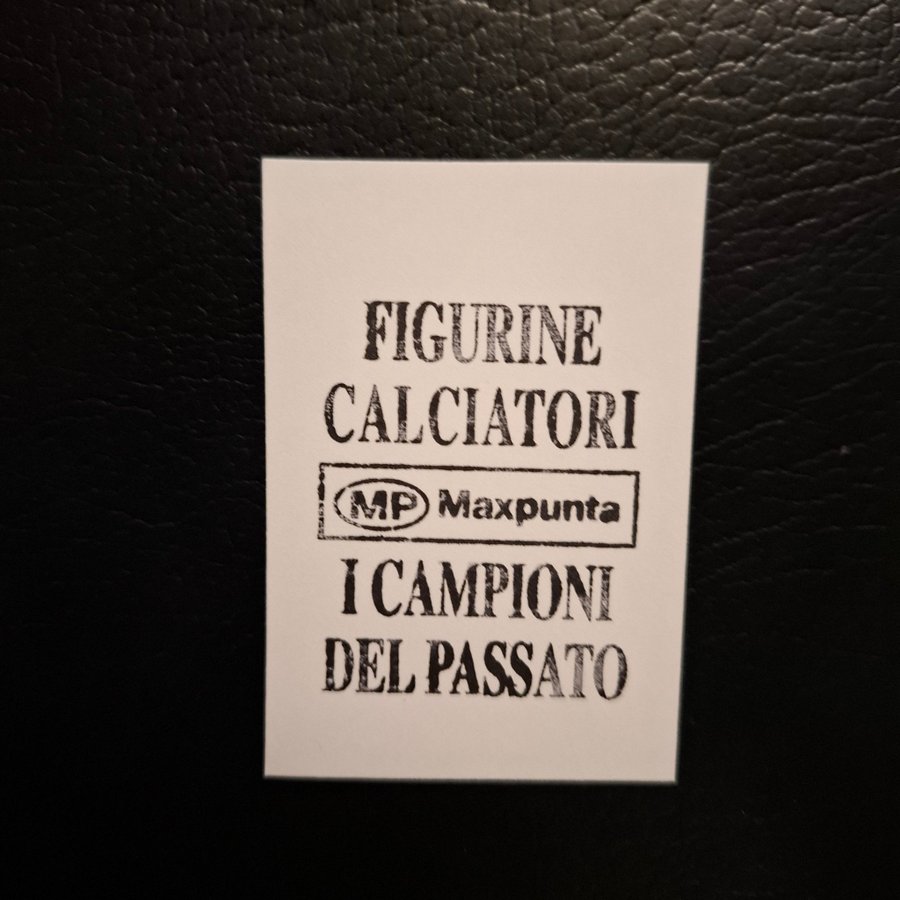 FIGURINE
CALCIATORI
MP Maxpunta
I CAMPIONI
DEL PASSATO